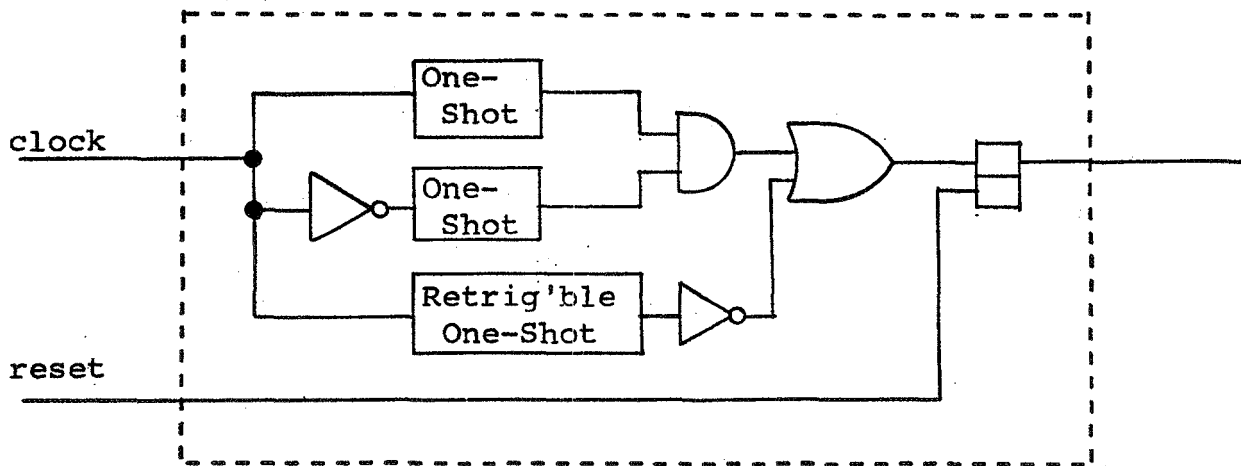 One-
Shot
clock
One-
Shot
Retrig'ble
One-Shot
reset